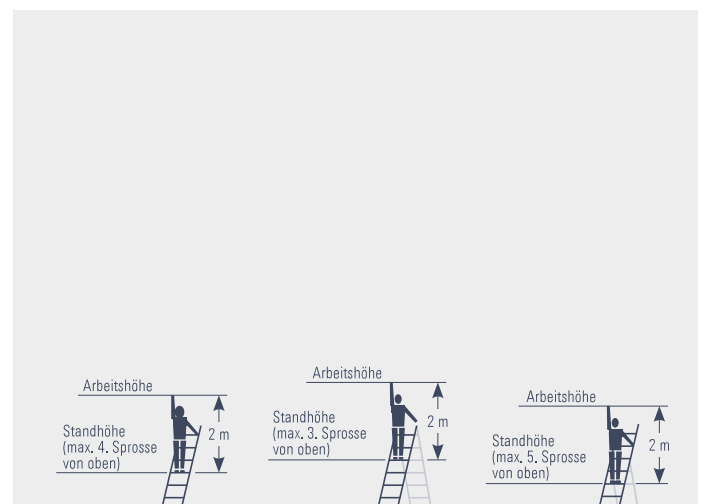 Arbeitshöhe
Standhöhe
(max. 4. Sprosse
von oben)
2 m
Arbeitshöhe
Standhöhe
(max. 3. Sprosse
von oben)
2 m
Arbeitshöhe
Standhöhe
(max. 5. Sprosse
von oben)
2 m